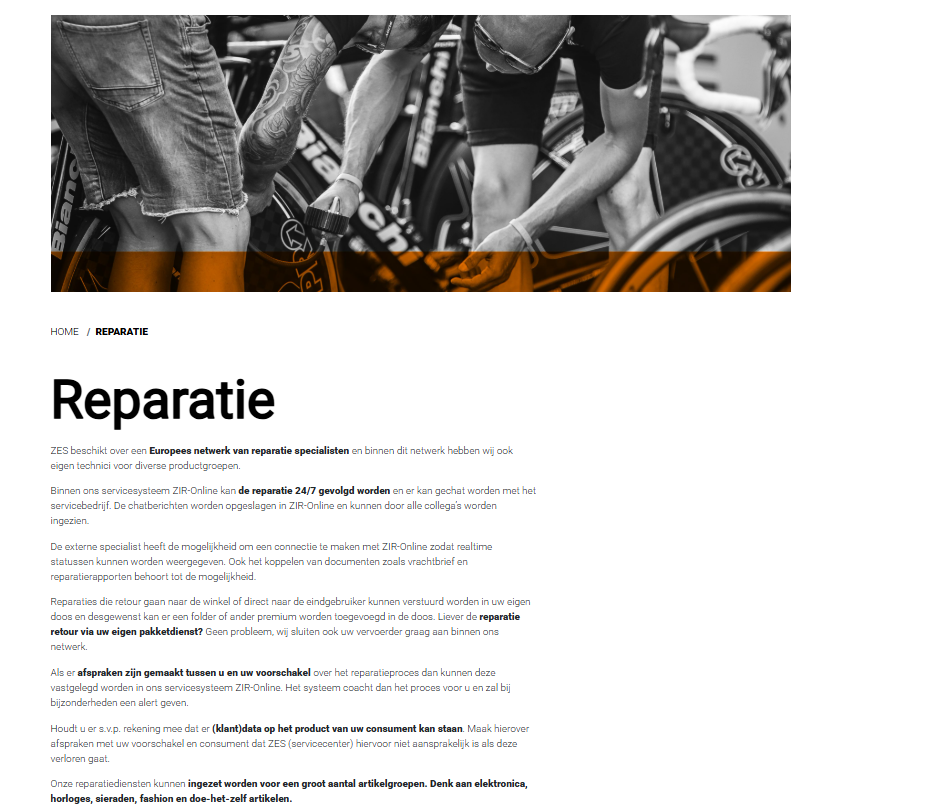 Bianchi
Bianchi
HOME / REPARATIE
Reparatie
ZES beschikt over een Europees netwerk van reparatie specialisten en binnen dit netwerk hebben wij ook
eigen technici voor diverse productgroepen.
Binnen ons servicesysteem ZIR-Online kan de reparatie 24/7 gevolgd worden en er kan gechat worden met het
servicebedrijf. De chatberichten worden opgeslagen in ZIR-Online en kunnen door alle collega's worden
ingezien.
De externe specialist heeft de mogelijkheid om een connectie te maken met ZIR-Online zodat realtime
statussen kunnen worden weergegeven. Ook het koppelen van documenten zoals vrachtbrief en
reparatierapporten behoort tot de mogelijkheid.
Reparaties die retour gaan naar de winkel of direct naar de eindgebruiker kunnen verstuurd worden in uw eigen
doos en desgewenst kan er een folder of ander premium worden toegevoegd in de doos. Liever de reparatie
retour via uw eigen pakketdienst? Geen probleem, wij sluiten ook uw vervoerder graag aan binnen ons
netwerk.
Als er afspraken zijn gemaakt tussen u en uw voorschakel over het reparatieproces dan kunnen deze
vastgelegd worden in ons servicesysteem ZIR-Online. Het systeem coacht dan het proces voor u en zal bij
bijzonderheden een alert geven.
Houdt u er s.v.p. rekening mee dat er (klant)data op het product van uw consument kan staan. Maak hierover
afspraken met uw voorschakel en consument dat ZES (servicecenter) hiervoor niet aansprakelijk is als deze
verloren gaat.
Onze reparatiediensten kunnen ingezet worden voor een groot aantal artikelgroepen. Denk aan elektronica,
horloges, sieraden, fashion en doe-het-zelf artikelen.